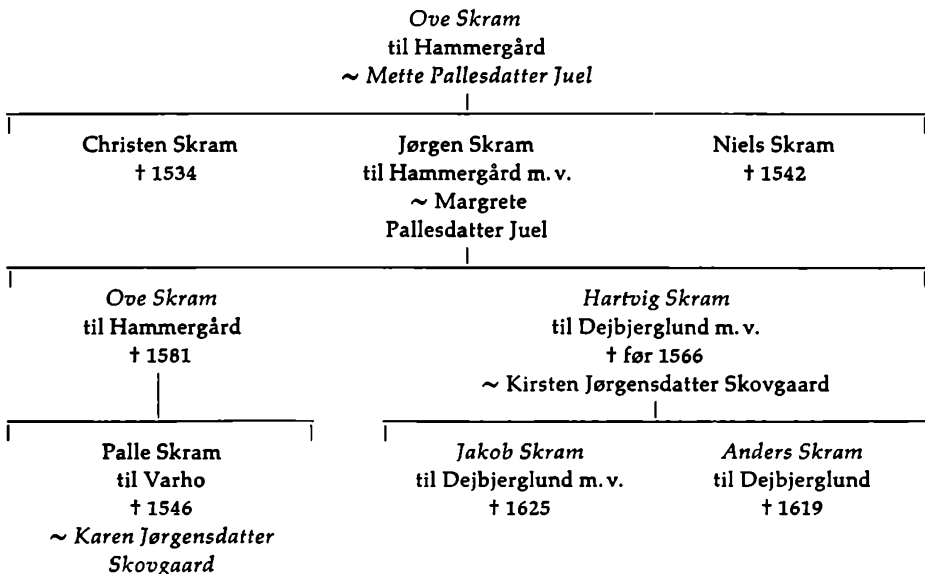 Ove Skram
til Hammergård
~ Mette Pallesdatter Juel
Christen Skram
† 1534
Jørgen Skram
til Hammergård m. v.
~ Margrete
Pallesdatter Juel
Niels Skram
† 1542
Ove Skram
til Hammergård
† 1581
Hartvig Skram
til Dejbjerglund m. v.
† før 1566
~ Kirsten Jørgensdatter Skovgaard
Palle Skram
til Varho
† 1546
~ Karen Jørgensdatter
Skovgaard
Jakob Skram
til Dejbjerglund m. v.
† 1625
Anders Skram
til Dejbjerglund
† 1619